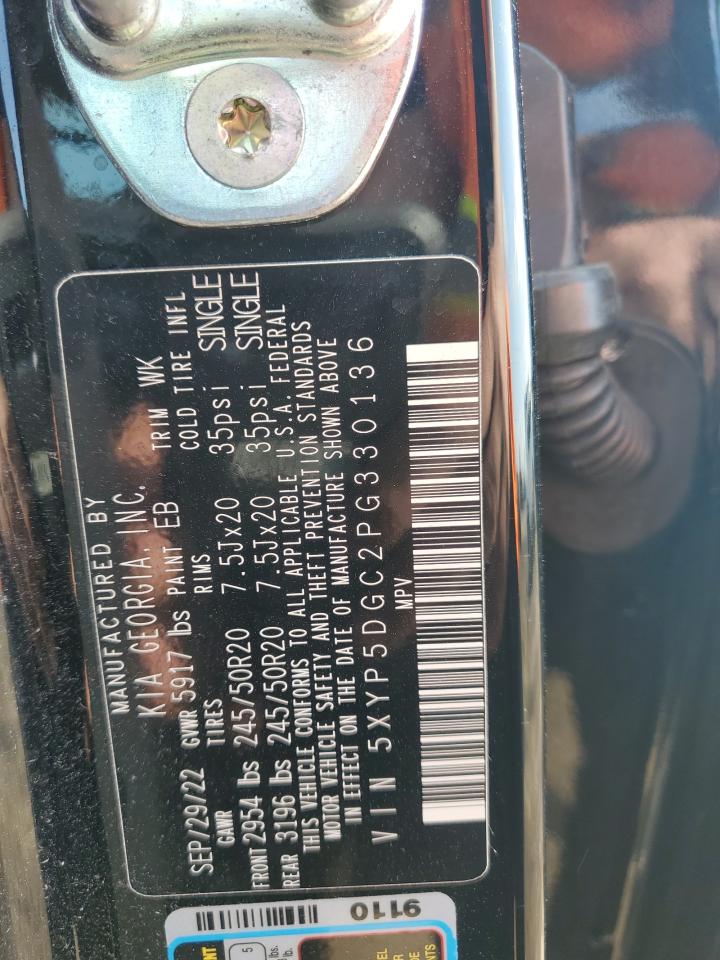 MANUFACTURED BY
KIA GEORGIA, INC.
SEP/29/22 GVWR 5917 lbs PAINT EB TRIM WK
GAWR TIRES RIMS COLD TIRE INFL
FRONT 2954 lbs 245/50R20 7.5Jx20 35psi SINGLE
REAR 3196 lbs 245/50R20 7.5Jx20 35psi SINGLE
THIS VEHICLE CONFORMS TO ALL APPLICABLE U.S.A. FEDERAL
MOTOR VEHICLE SAFETY AND THEFT PREVENTION STANDARDS
IN EFFECT ON THE DATE OF MANUFACTURE SHOWN ABOVE
VIN 5XYP5DGC2PG330136
MPV
9110
5
lbs.
lb.